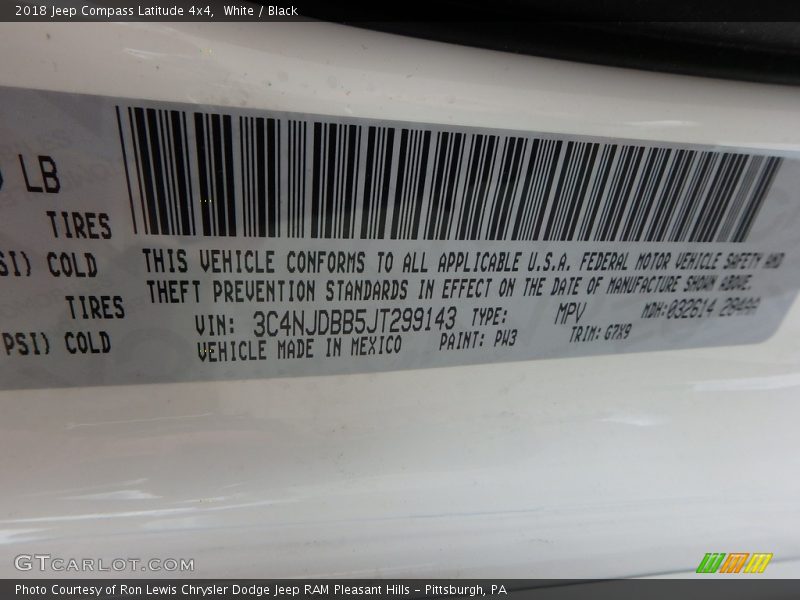 2018 Jeep Compass Latitude 4x4, White / Black
LB
TIRES
SI) COLD
TIRES
PSI) COLD
THIS VEHICLE CONFORMS TO ALL APPLICABLE U.S.A. FEDERAL MOTOR VEHICLE SAFETY AND
THEFT PREVENTION STANDARDS IN EFFECT ON THE DATE OF MANUFACTURE SHOWN ABOVE.
VIN: 3C4NJDBB5JT299143 TYPE: MPV MDH:032614 284AA
VEHICLE MADE IN MEXICO PAINT: PW3 TRIM: G7X9
GTCARLOT.COM
Photo Courtesy of Ron Lewis Chrysler Dodge Jeep RAM Pleasant Hills – Pittsburgh, PA